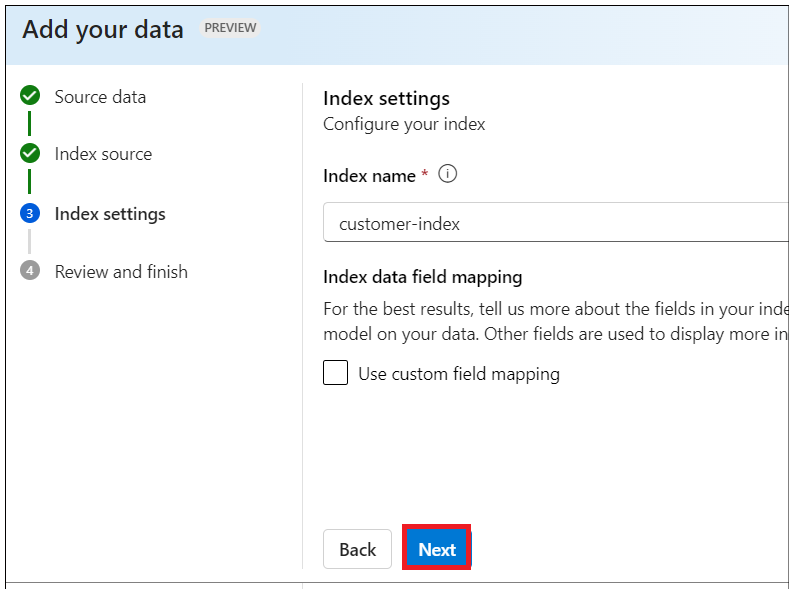 Add your data PREVIEW
Source data
Index source
3 Index settings
4 Review and finish
Index settings
Configure your index
Index name * i
customer-index
Index data field mapping
For the best results, tell us more about the fields in your inde
model on your data. Other fields are used to display more in
Use custom field mapping
Back Next